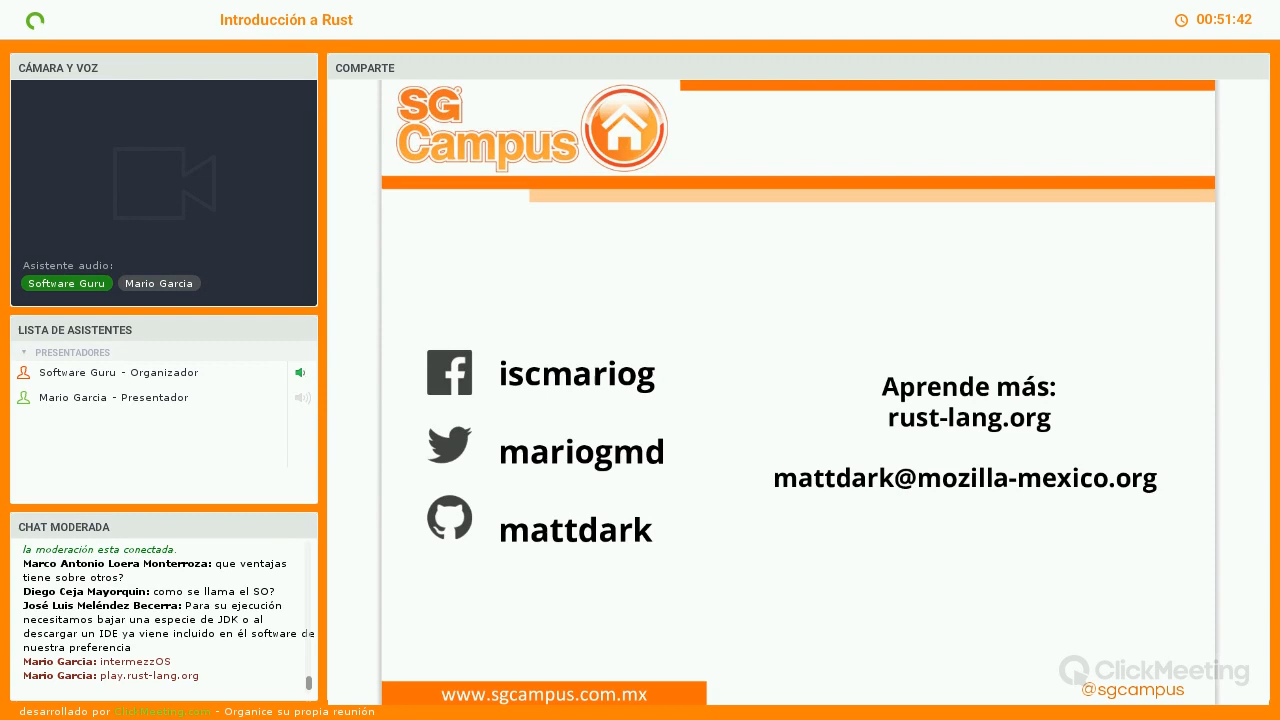 Introducción a Rust
00:51:42
CÁMARA Y VOZ
Asistente audio:
Software Guru
Mario Garcia
LISTA DE ASISTENTES
PRESENTADORES
Software Guru - Organizador
Mario Garcia - Presentador
CHAT MODERADA
la moderación esta conectada.
Marco Antonio Loera Monterroza: que ventajas
tiene sobre otros?
Diego Ceja Mayorquin: como se llama el SO?
José Luis Meléndez Becerra: Para su ejecución
necesitamos bajar una especie de JDK o al
descargar un IDE ya viene incluido en él software de
nuestra preferencia
Mario Garcia: intermezzOS
Mario Garcia: play.rust-lang.org
desarrollado por ClickMeeting.com - Organice su propia reunión
COMPARTE
SG
Campus
iscmariog
mariogmd
mattdark
Aprende más:
rust-lang.org
mattdark@mozilla-mexico.org
www.sgcampus.com.mx
ClickMeeting
@sgcampus